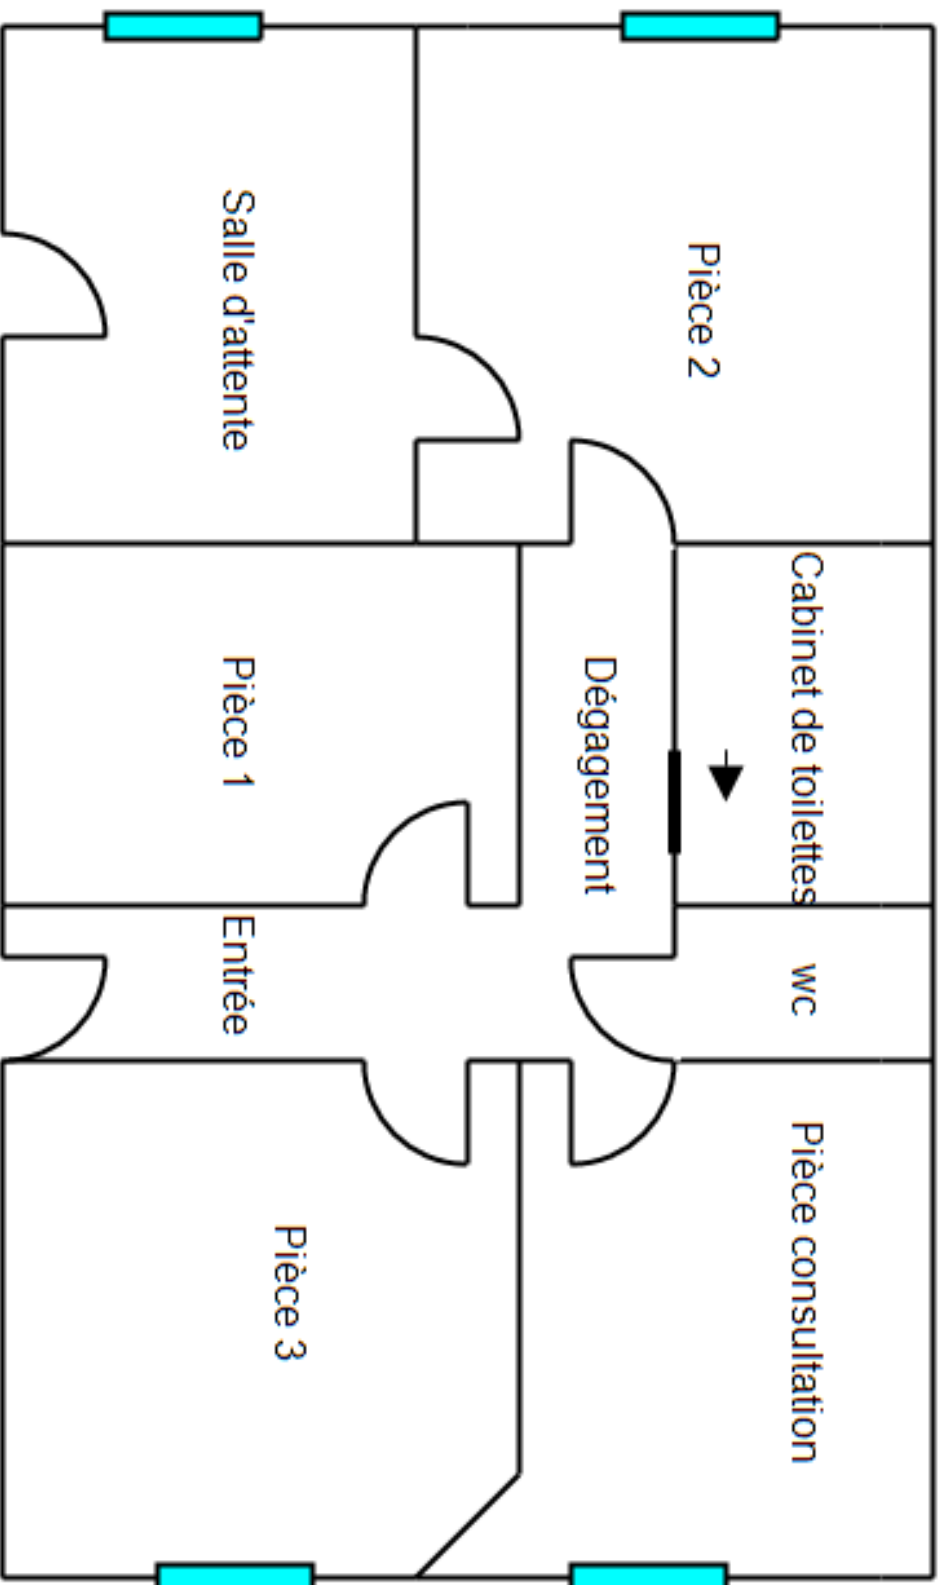 Salle d'attente
Pièce 2
Pièce 1
Dégagement
Cabinet de toilettes
Entrée
wc
Pièce 3
Pièce consultation